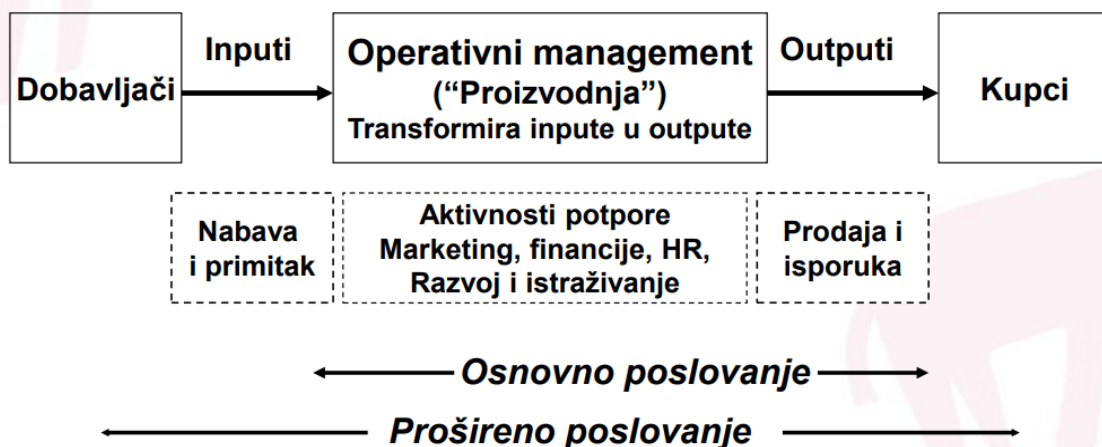 Dobavljači
Inputi
Operativni management
(“Proizvodnja”)
Transformira inpute u outpute
Outputi
Kupci
Nabava
i primitak
Aktivnosti potpore
Marketing, financije, HR,
Razvoj i istraživanje
Prodaja i
isporuka
Osnovno poslovanje
Prošireno poslovanje